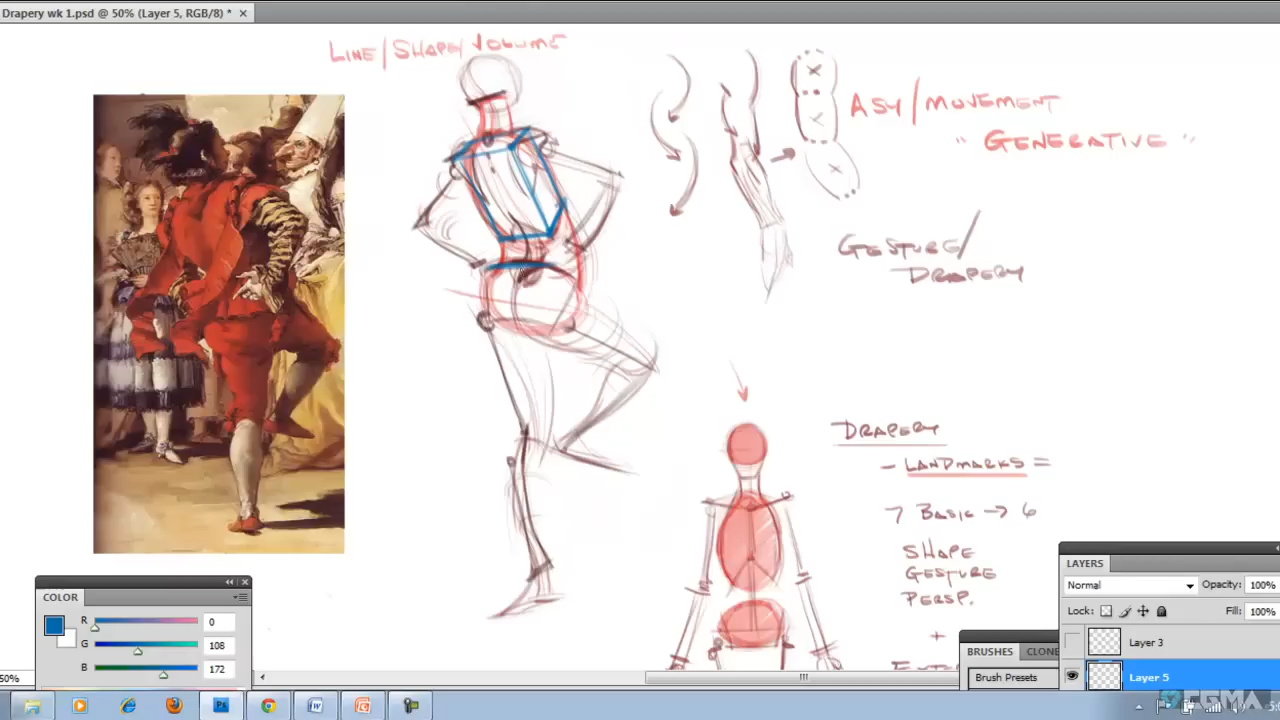 Drapery wk 1.psd @ 50% (Layer 5, RGB/8) * ×
LINE/SHAPE/VOLUME
ASY/MOVEMENT
"GENERATIVE"
GESTURE/
DRAPERY
DRAPERY
- LANDMARKS =
7 BASIC → 6
SHAPE
GESTURE
PERSP.
+
COLOR
R 0
G 108
B 172
LAYERS
Normal Opacity: 100%
Lock: Fill: 100%
Layer 3
Layer 5
BRUSHES CLONE
Brush Presets
50%
CGMA